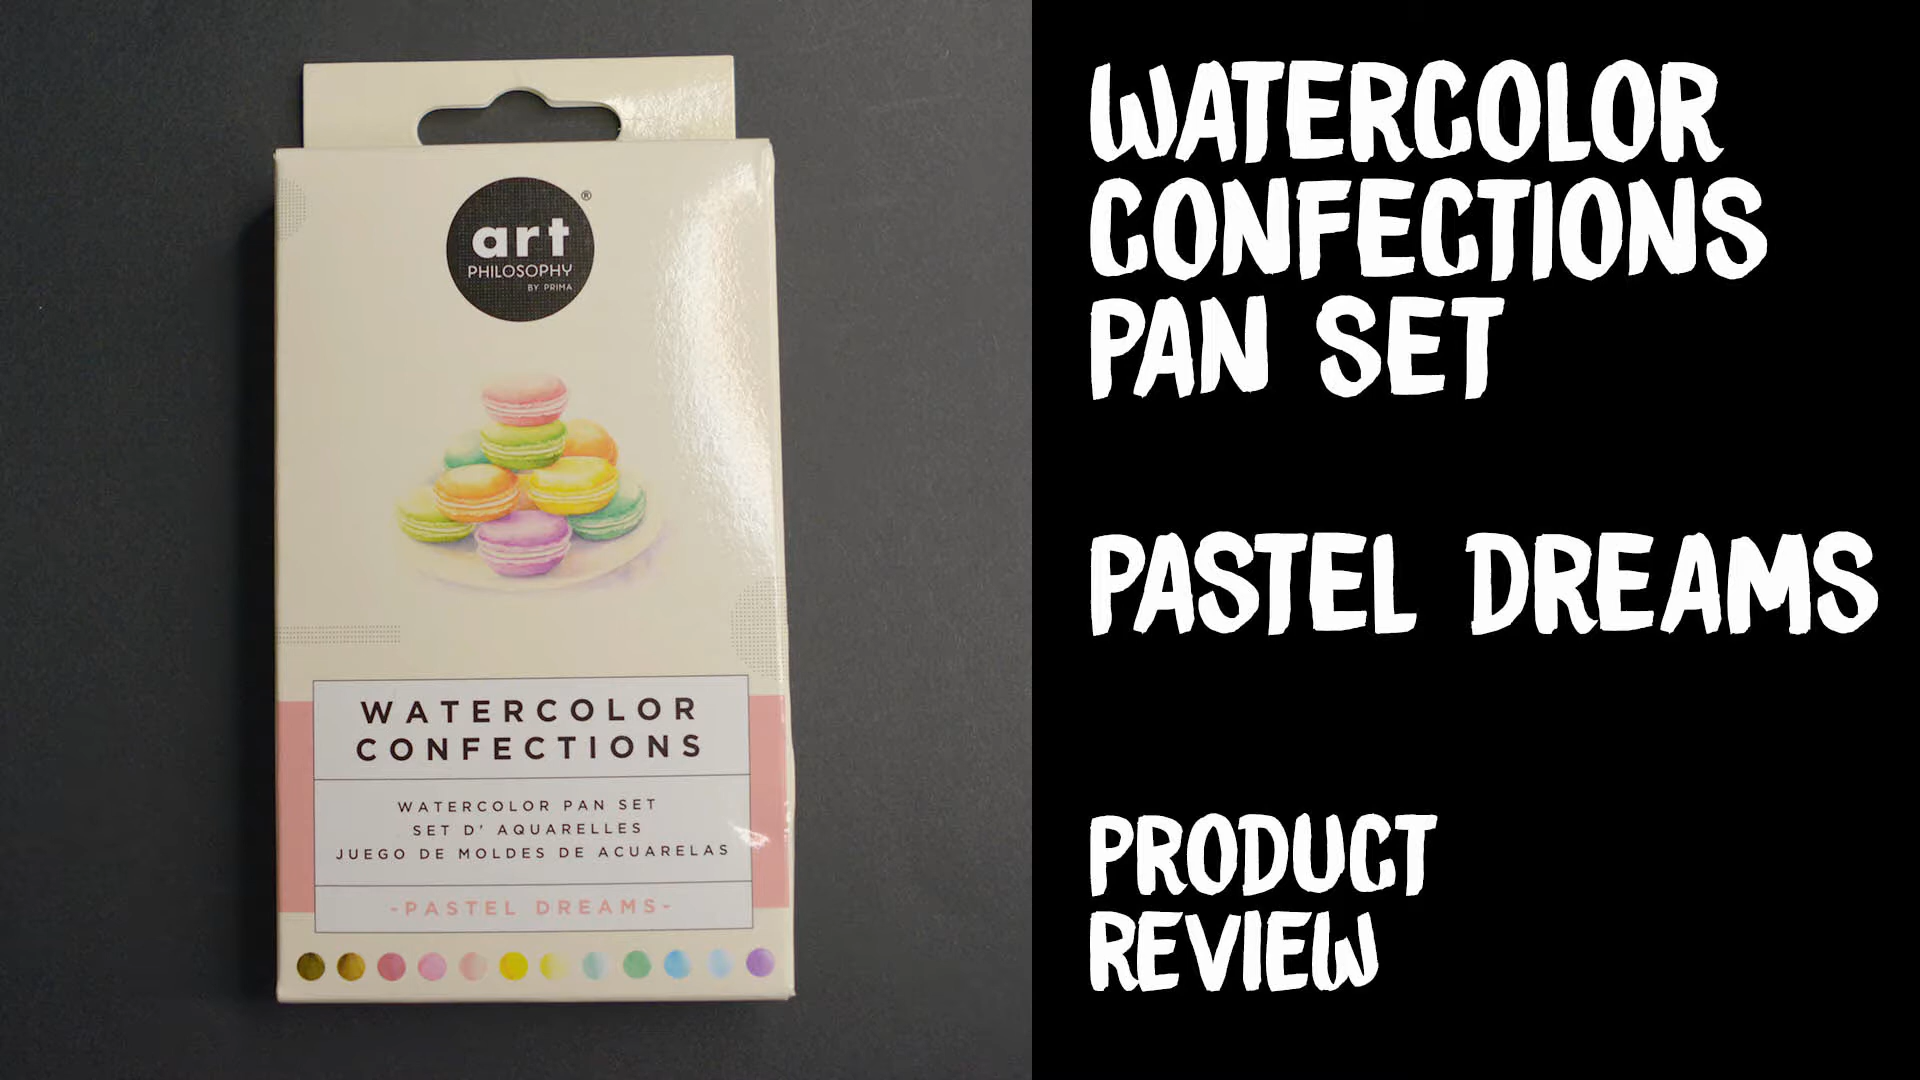 art
PHILOSOPHY
BY PRIMA
®
WATERCOLOR
CONFECTIONS
WATERCOLOR PAN SET
SET D' AQUARELLES
JUEGO DE MOLDES DE ACUARELAS
-PASTEL DREAMS-
WATERCOLOR
CONFECTIONS
PAN SET
PASTEL DREAMS
PRODUCT
REVIEW